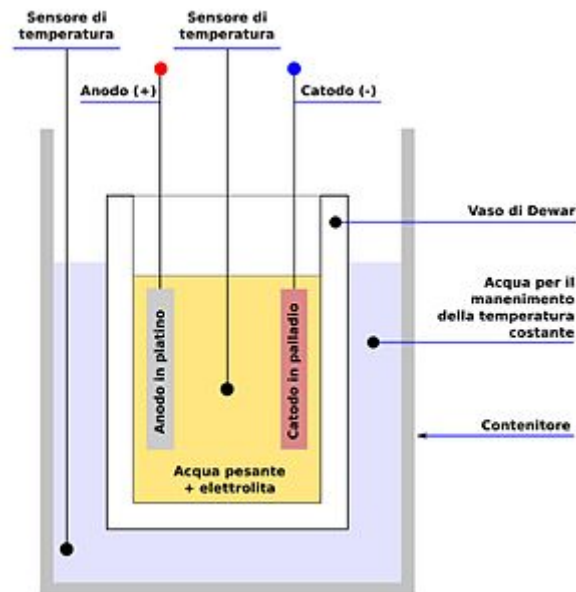 Sensore di
temperatura
Sensore di
temperatura
Anodo (+)
Catodo (-)
Vaso di Dewar
Acqua per il
manenimento
della temperatura
costante
Contenitore
Anodo in platino
Catodo in palladio
Acqua pesante
+ elettrolita